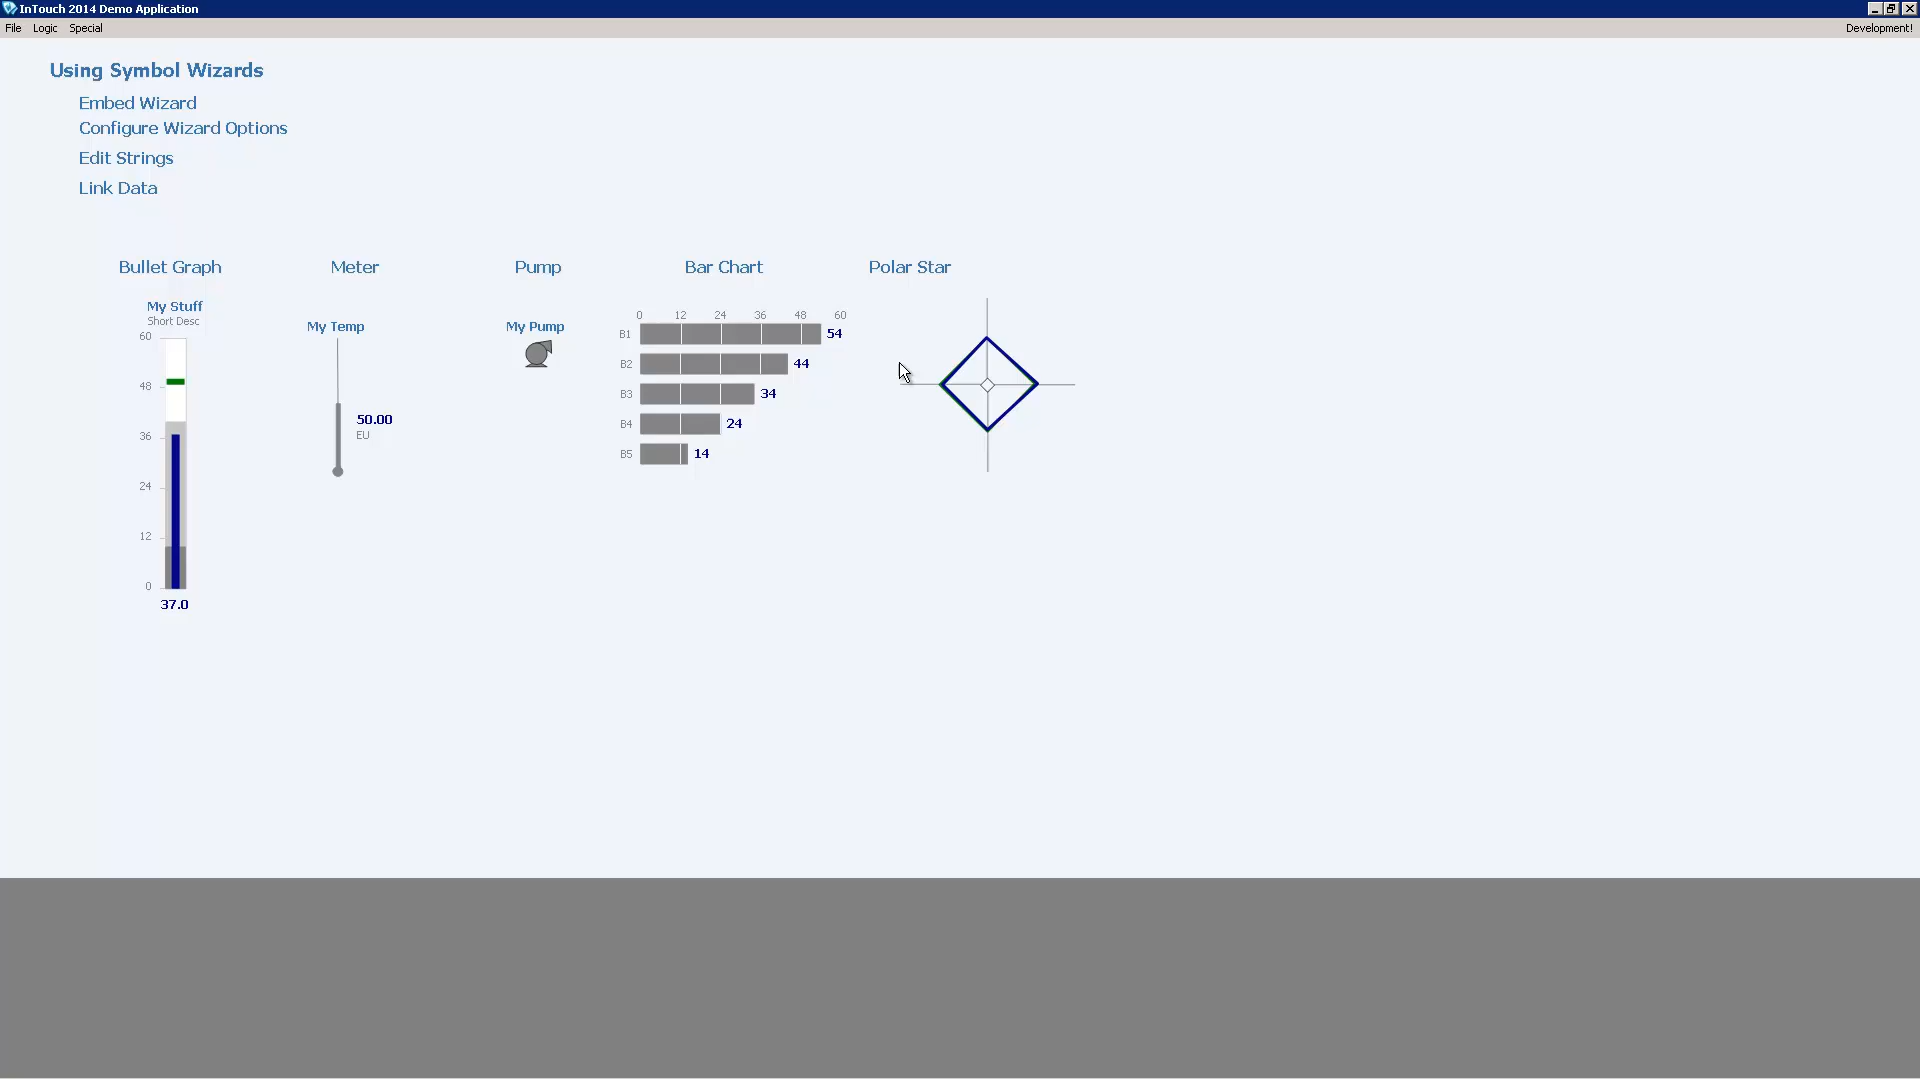 InTouch 2014 Demo Application
File Logic Special Development!
Using Symbol Wizards
Embed Wizard
Configure Wizard Options
Edit Strings
Link Data
Bullet Graph Meter Pump Bar Chart Polar Star
My Stuff
Short Desc
60
48
36
24
12
0
37.0
My Temp
50.00
EU
My Pump
0 12 24 36 48 60
B1 54
B2 44
B3 34
B4 24
B5 14